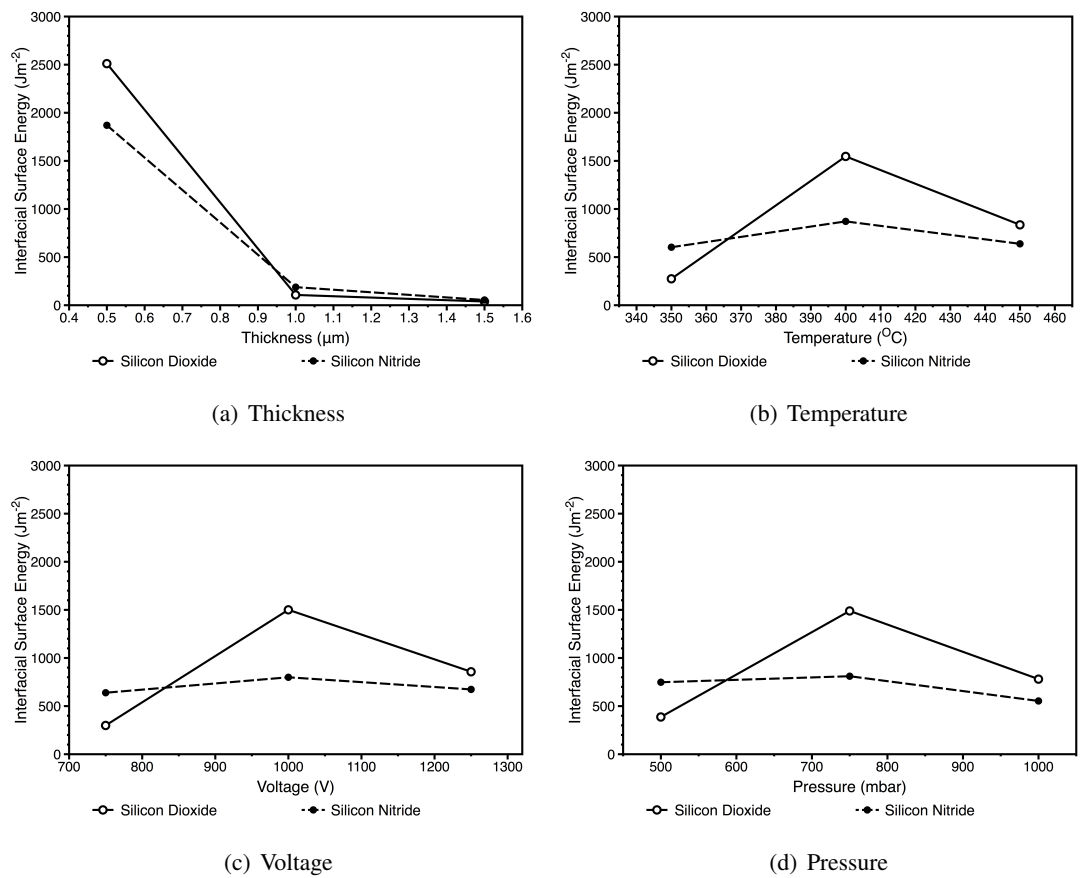 Interfacial Surface Energy (Jm-2)
3000
2500
2000
1500
1000
500
0
0.4 0.5 0.6 0.7 0.8 0.9 1.0 1.1 1.2 1.3 1.4 1.5 1.6
Thickness (μm)
Silicon Dioxide Silicon Nitride
(a) Thickness
Interfacial Surface Energy (Jm-2)
3000
2500
2000
1500
1000
500
0
340 350 360 370 380 390 400 410 420 430 440 450 460
Temperature (OC)
Silicon Dioxide Silicon Nitride
(b) Temperature
Interfacial Surface Energy (Jm-2)
3000
2500
2000
1500
1000
500
0
700 800 900 1000 1100 1200 1300
Voltage (V)
Silicon Dioxide Silicon Nitride
(c) Voltage
Interfacial Surface Energy (Jm-2)
3000
2500
2000
1500
1000
500
0
500 600 700 800 900 1000
Pressure (mbar)
Silicon Dioxide Silicon Nitride
(d) Pressure